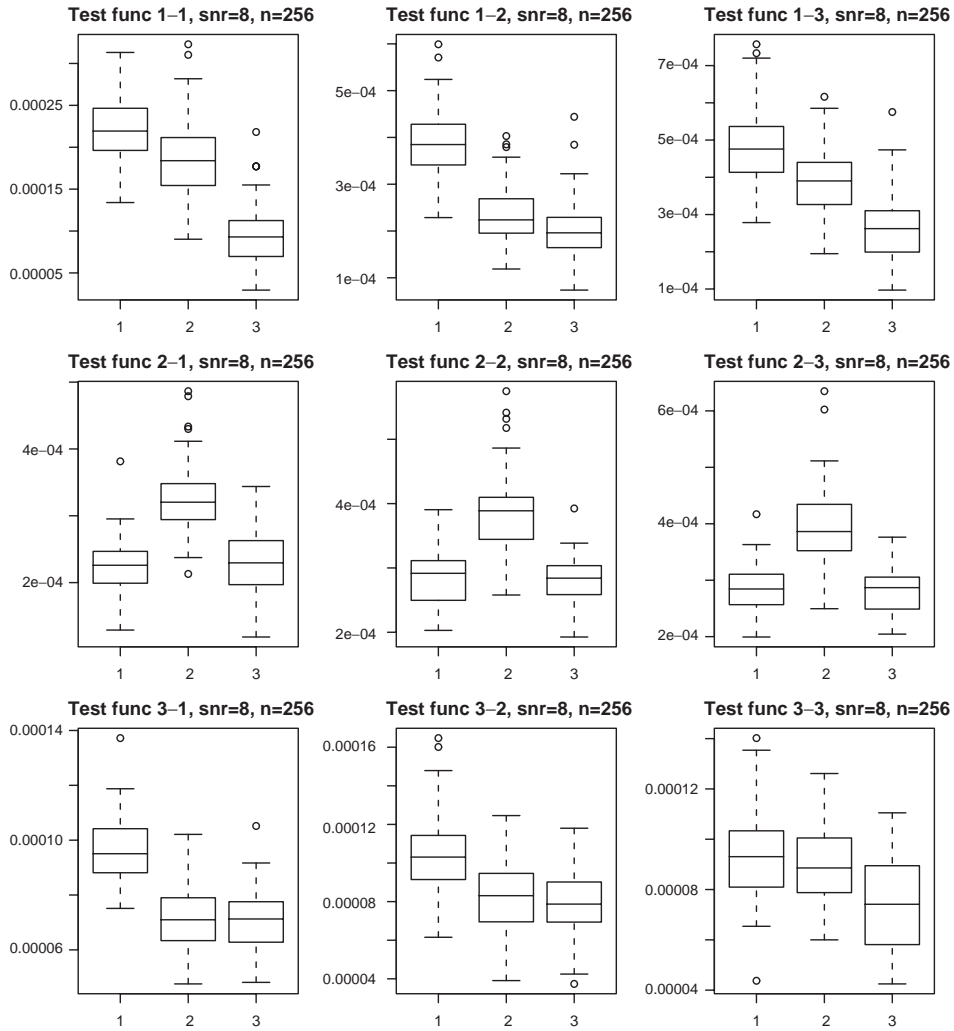 Test func 1−1, snr=8, n=256
0.00025
0.00015
0.00005
1 2 3
Test func 1−2, snr=8, n=256
5e−04
3e−04
1e−04
1 2 3
Test func 1−3, snr=8, n=256
7e−04
5e−04
3e−04
1e−04
1 2 3
Test func 2−1, snr=8, n=256
4e−04
2e−04
1 2 3
Test func 2−2, snr=8, n=256
4e−04
2e−04
1 2 3
Test func 2−3, snr=8, n=256
6e−04
4e−04
2e−04
1 2 3
Test func 3−1, snr=8, n=256
0.00014
0.00010
0.00006
1 2 3
Test func 3−2, snr=8, n=256
0.00016
0.00012
0.00008
0.00004
1 2 3
Test func 3−3, snr=8, n=256
0.00012
0.00008
0.00004
1 2 3